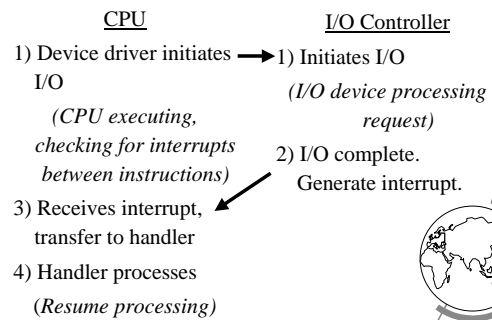 CPU
1) Device driver initiates
I/O
(CPU executing,
checking for interrupts
between instructions)
3) Receives interrupt,
transfer to handler
4) Handler processes
(Resume processing)
I/O Controller
1) Initiates I/O
(I/O device processing
request)
2) I/O complete.
Generate interrupt.